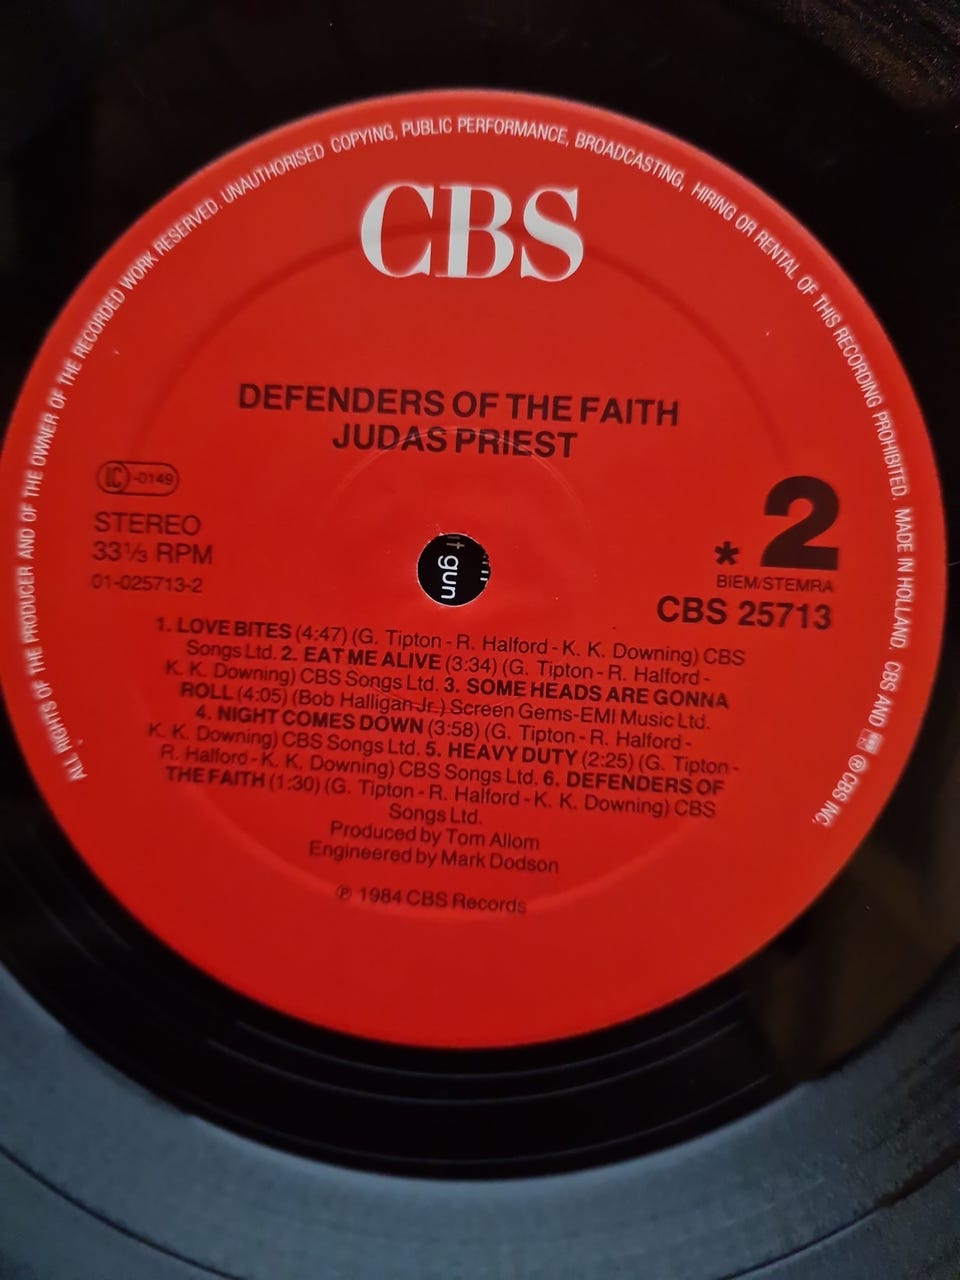 ALL RIGHTS OF THE PRODUCER AND OF THE OWNER OF THE RECORDED WORK RESERVED. UNAUTHORISED COPYING, PUBLIC PERFORMANCE, BROADCASTING, HIRING OR RENTAL OF THIS RECORDING PROHIBITED. MADE IN HOLLAND. CBS AND ℗ CBS INC.
CBS
DEFENDERS OF THE FAITH
JUDAS PRIEST
LC-0149
STEREO
33⅓ RPM
01-025713-2
* 2
BIEM/STEMRA
CBS 25713
gun
1. LOVE BITES (4:47) (G. Tipton - R. Halford - K. K. Downing) CBS
Songs Ltd. 2. EAT ME ALIVE (3:34) (G. Tipton - R. Halford -
K. K. Downing) CBS Songs Ltd. 3. SOME HEADS ARE GONNA
ROLL (4:05) (Bob Halligan Jr.) Screen Gems-EMI Music Ltd.
4. NIGHT COMES DOWN (3:58) (G. Tipton - R. Halford -
K. K. Downing) CBS Songs Ltd. 5. HEAVY DUTY (2:25) (G. Tipton -
R. Halford - K. K. Downing) CBS Songs Ltd. 6. DEFENDERS OF
THE FAITH (1:30) (G. Tipton - R. Halford - K. K. Downing) CBS
Songs Ltd.
Produced by Tom Allom
Engineered by Mark Dodson
℗ 1984 CBS Records